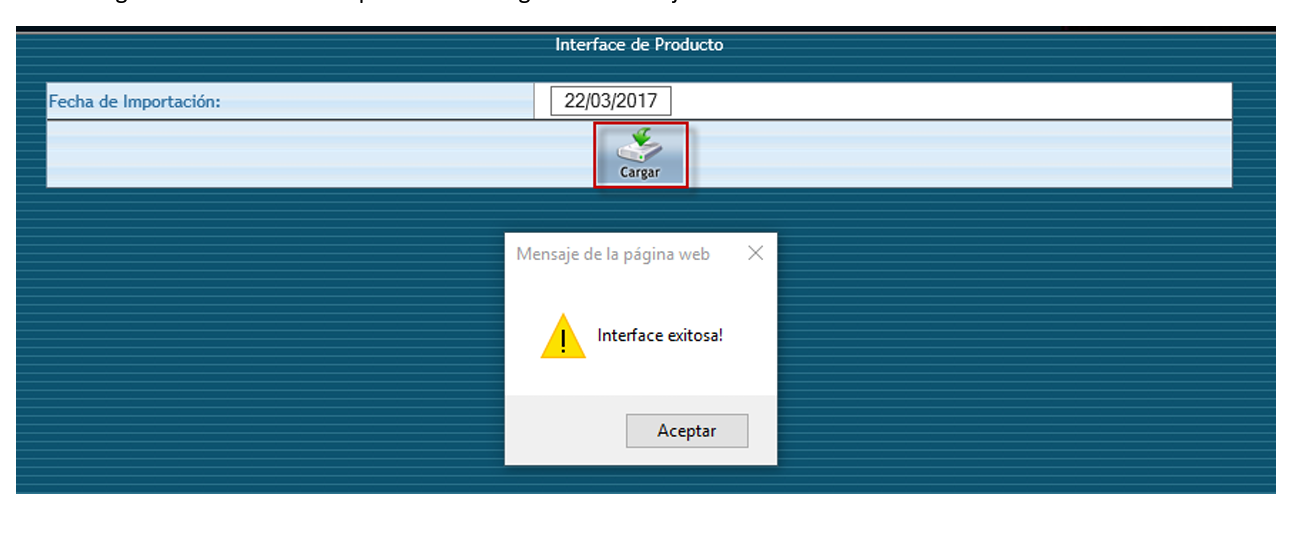 Interface de Producto
Fecha de Importación:
22/03/2017
Cargar
Mensaje de la página web
Interface exitosa!
Aceptar